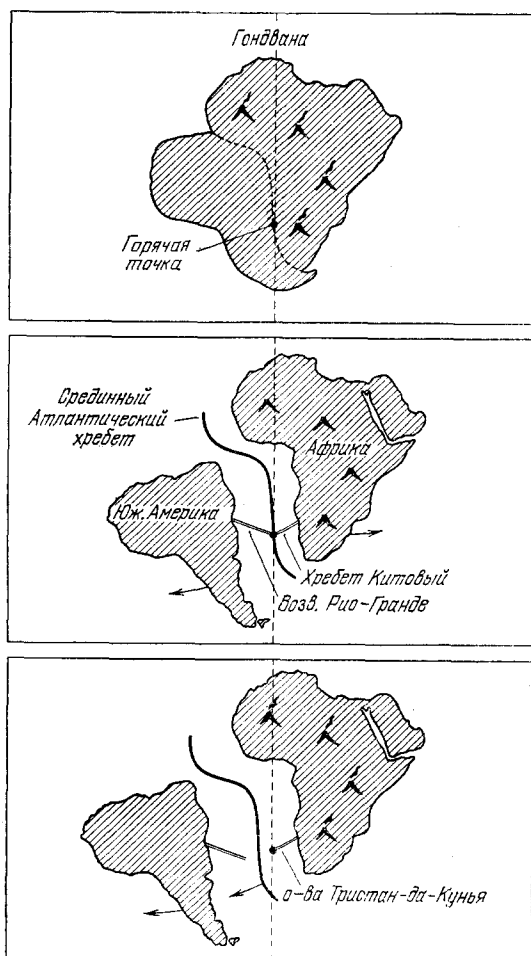 Гондвана
Горячая
точка
Срединный
Атлантический
хребет
Африка
Юж. Америка
Хребет Китовый
Возв. Рио-Гранде
о-ва Тристан-да-Кунья